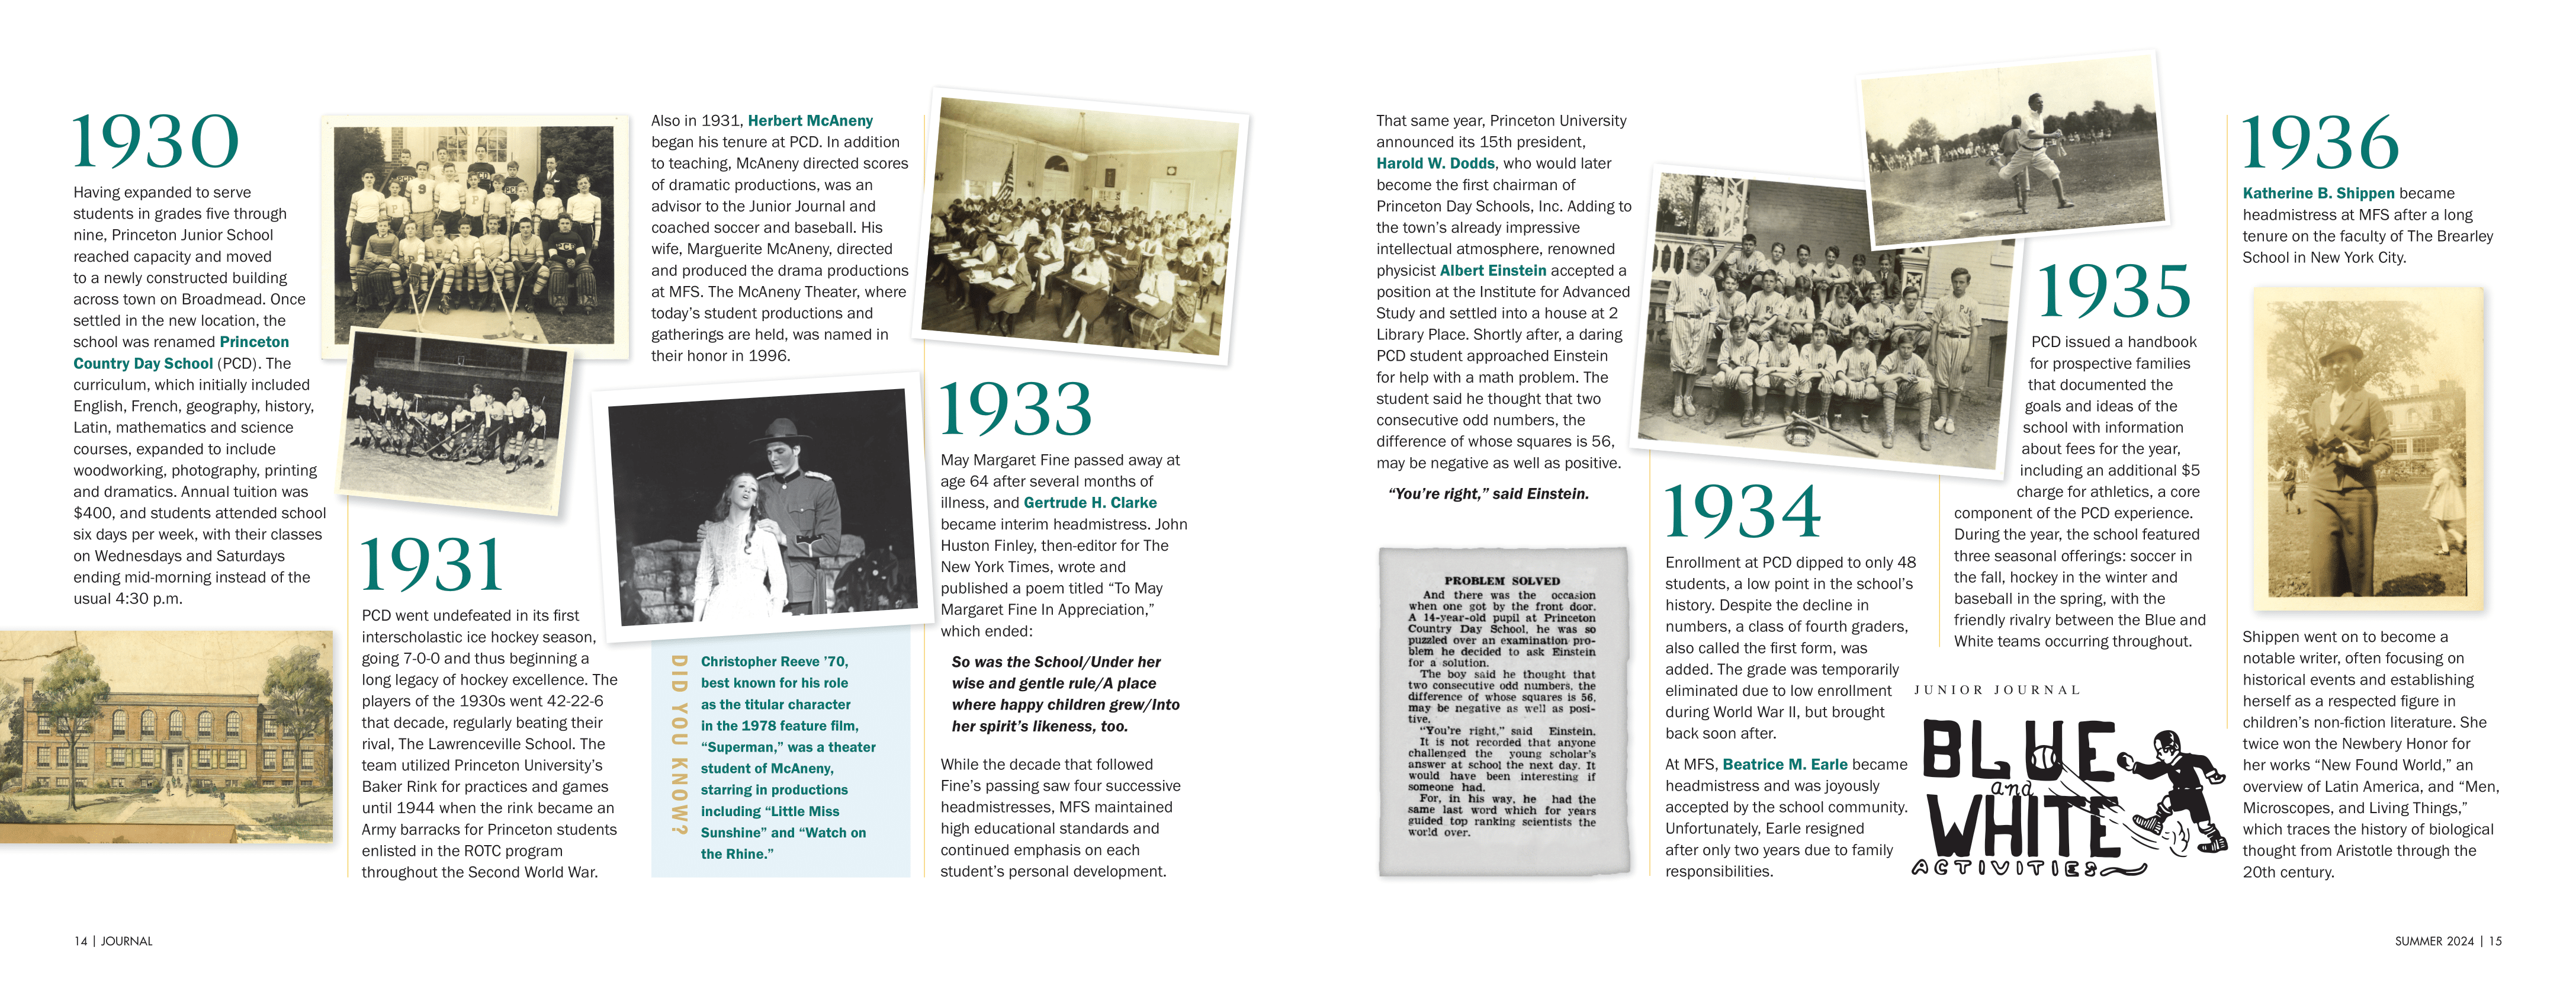 1930
Having expanded to serve
students in grades five through
nine, Princeton Junior School
reached capacity and moved
to a newly constructed building
across town on Broadmead. Once
settled in the new location, the
school was renamed Princeton
Country Day School (PCD). The
curriculum, which initially included
English, French, geography, history,
Latin, mathematics and science
courses, expanded to include
woodworking, photography, printing
and dramatics. Annual tuition was
$400, and students attended school
six days per week, with their classes
on Wednesdays and Saturdays
ending mid-morning instead of the
usual 4:30 p.m.
1931
PCD went undefeated in its first
interscholastic ice hockey season,
going 7-0-0 and thus beginning a
long legacy of hockey excellence. The
players of the 1930s went 42-22-6
that decade, regularly beating their
rival, The Lawrenceville School. The
team utilized Princeton University’s
Baker Rink for practices and games
until 1944 when the rink became an
Army barracks for Princeton students
enlisted in the ROTC program
throughout the Second World War.
Also in 1931, Herbert McAneny
began his tenure at PCD. In addition
to teaching, McAneny directed scores
of dramatic productions, was an
advisor to the Junior Journal and
coached soccer and baseball. His
wife, Marguerite McAneny, directed
and produced the drama productions
at MFS. The McAneny Theater, where
today’s student productions and
gatherings are held, was named in
their honor in 1996.
DID YOU KNOW?
Christopher Reeve ’70,
best known for his role
as the titular character
in the 1978 feature film,
“Superman,” was a theater
student of McAneny,
starring in productions
including “Little Miss
Sunshine” and “Watch on
the Rhine.”
1933
May Margaret Fine passed away at
age 64 after several months of
illness, and Gertrude H. Clarke
became interim headmistress. John
Huston Finley, then-editor for The
New York Times, wrote and
published a poem titled “To May
Margaret Fine In Appreciation,”
which ended:
So was the School/Under her
wise and gentle rule/A place
where happy children grew/Into
her spirit’s likeness, too.
While the decade that followed
Fine’s passing saw four successive
headmistresses, MFS maintained
high educational standards and
continued emphasis on each
student’s personal development.
14 | JOURNAL
That same year, Princeton University
announced its 15th president,
Harold W. Dodds, who would later
become the first chairman of
Princeton Day Schools, Inc. Adding to
the town’s already impressive
intellectual atmosphere, renowned
physicist Albert Einstein accepted a
position at the Institute for Advanced
Study and settled into a house at 2
Library Place. Shortly after, a daring
PCD student approached Einstein
for help with a math problem. The
student said he thought that two
consecutive odd numbers, the
difference of whose squares is 56,
may be negative as well as positive.
“You’re right,” said Einstein.
PROBLEM SOLVED
And there was the occasion
when one got by the front door.
A 14-year-old pupil at Princeton
Country Day School, he was so
puzzled over an examination pro-
blem he decided to ask Einstein
for a solution.
The boy said he thought that
two consecutive odd numbers, the
difference of whose squares is 56,
may be negative as well as posi-
tive.
"You're right," said Einstein.
It is not recorded that anyone
challenged the young scholar's
answer at school the next day. It
would have been interesting if
someone had.
For, in his way, he had the
same last word which for years
guided top ranking scientists the
world over.
1934
Enrollment at PCD dipped to only 48
students, a low point in the school’s
history. Despite the decline in
numbers, a class of fourth graders,
also called the first form, was
added. The grade was temporarily
eliminated due to low enrollment
during World War II, but brought
back soon after.
At MFS, Beatrice M. Earle became
headmistress and was joyously
accepted by the school community.
Unfortunately, Earle resigned
after only two years due to family
responsibilities.
1935
PCD issued a handbook
for prospective families
that documented the
goals and ideas of the
school with information
about fees for the year,
including an additional $5
charge for athletics, a core
component of the PCD experience.
During the year, the school featured
three seasonal offerings: soccer in
the fall, hockey in the winter and
baseball in the spring, with the
friendly rivalry between the Blue and
White teams occurring throughout.
JUNIOR JOURNAL
BLUE
and
WHITE
ACTIVITIES
1936
Katherine B. Shippen became
headmistress at MFS after a long
tenure on the faculty of The Brearley
School in New York City.
Shippen went on to become a
notable writer, often focusing on
historical events and establishing
herself as a respected figure in
children’s non-fiction literature. She
twice won the Newbery Honor for
her works “New Found World,” an
overview of Latin America, and “Men,
Microscopes, and Living Things,”
which traces the history of biological
thought from Aristotle through the
20th century.
SUMMER 2024 | 15